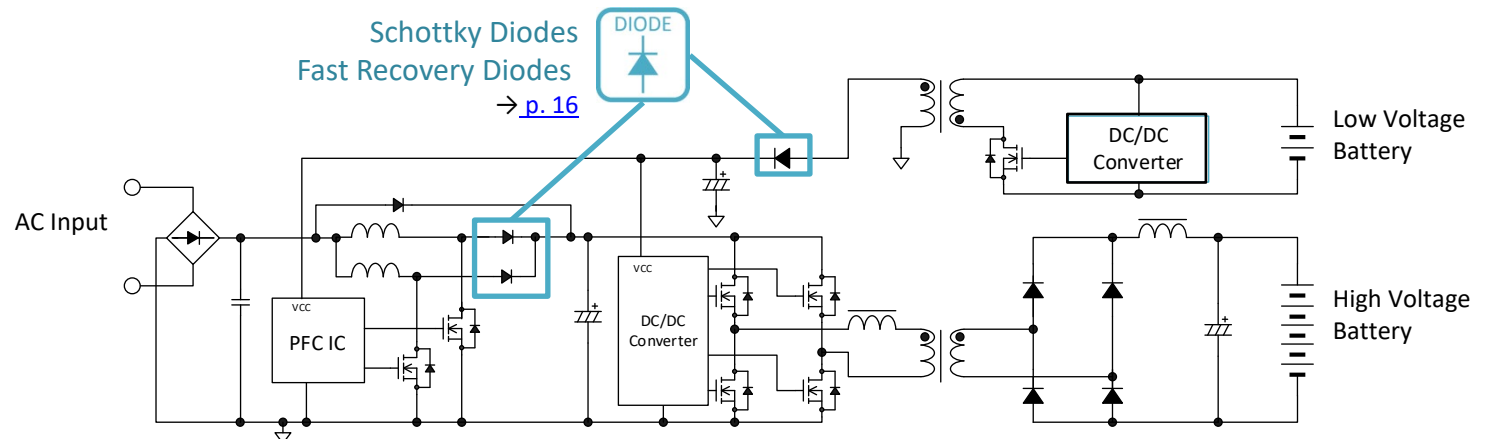 Schottky Diodes
Fast Recovery Diodes
→ p. 16
DIODE
DC/DC
Converter
Low Voltage
Battery
AC Input
VCC
PFC IC
VCC
DC/DC
Converter
High Voltage
Battery